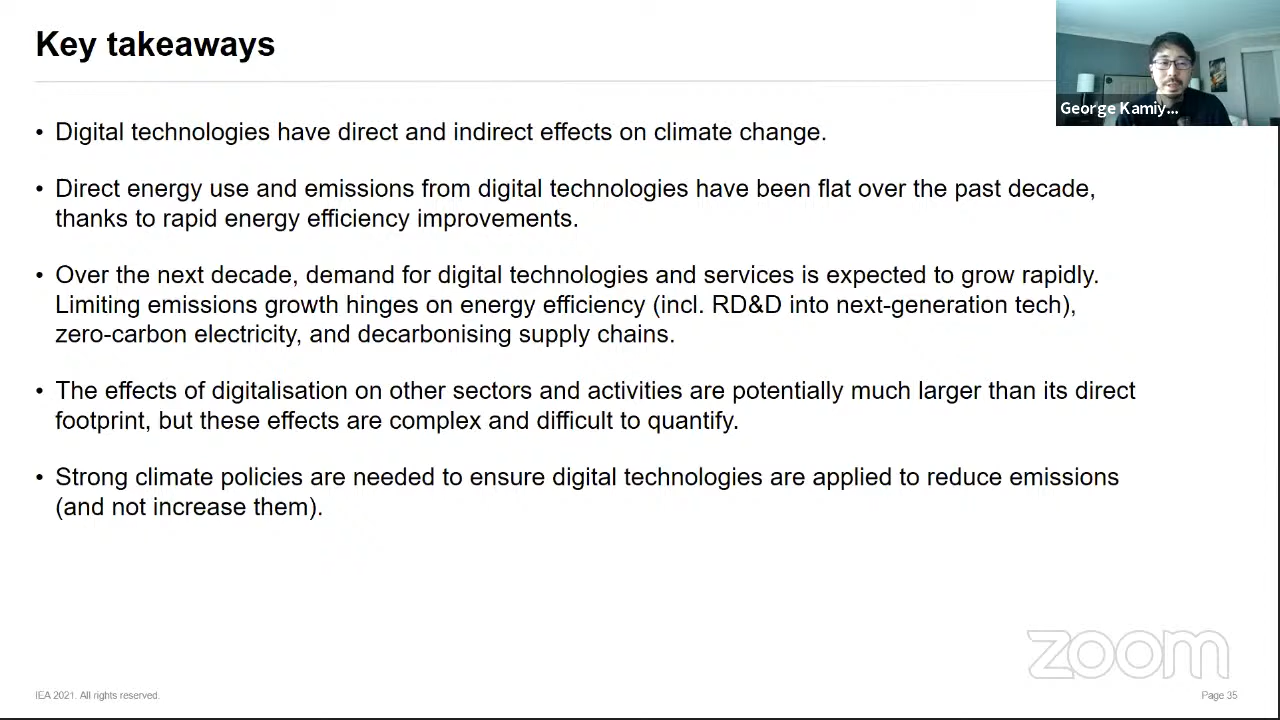 Key takeaways
George Kamiy...
• Digital technologies have direct and indirect effects on climate change.
• Direct energy use and emissions from digital technologies have been flat over the past decade,
thanks to rapid energy efficiency improvements.
• Over the next decade, demand for digital technologies and services is expected to grow rapidly.
Limiting emissions growth hinges on energy efficiency (incl. RD&D into next-generation tech),
zero-carbon electricity, and decarbonising supply chains.
• The effects of digitalisation on other sectors and activities are potentially much larger than its direct
footprint, but these effects are complex and difficult to quantify.
• Strong climate policies are needed to ensure digital technologies are applied to reduce emissions
(and not increase them).
zoom
IEA 2021. All rights reserved.
Page 35